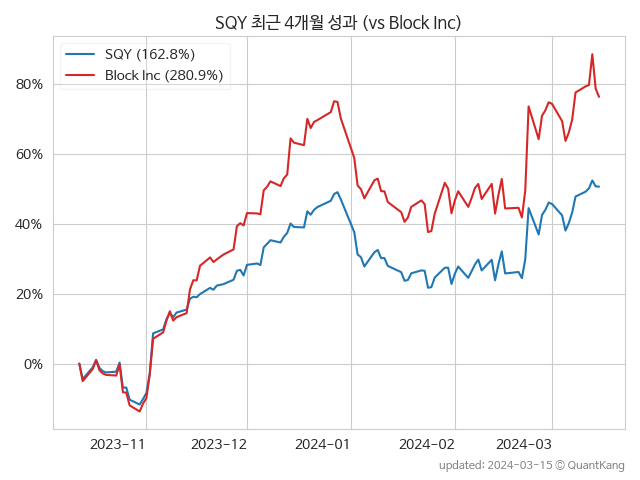 SQY 최근 4개월 성과 (vs Block Inc)
SQY (162.8%)
Block Inc (280.9%)
80%
60%
40%
20%
0%
2023-11 2023-12 2024-01 2024-02 2024-03
updated: 2024-03-15 © QuantKang